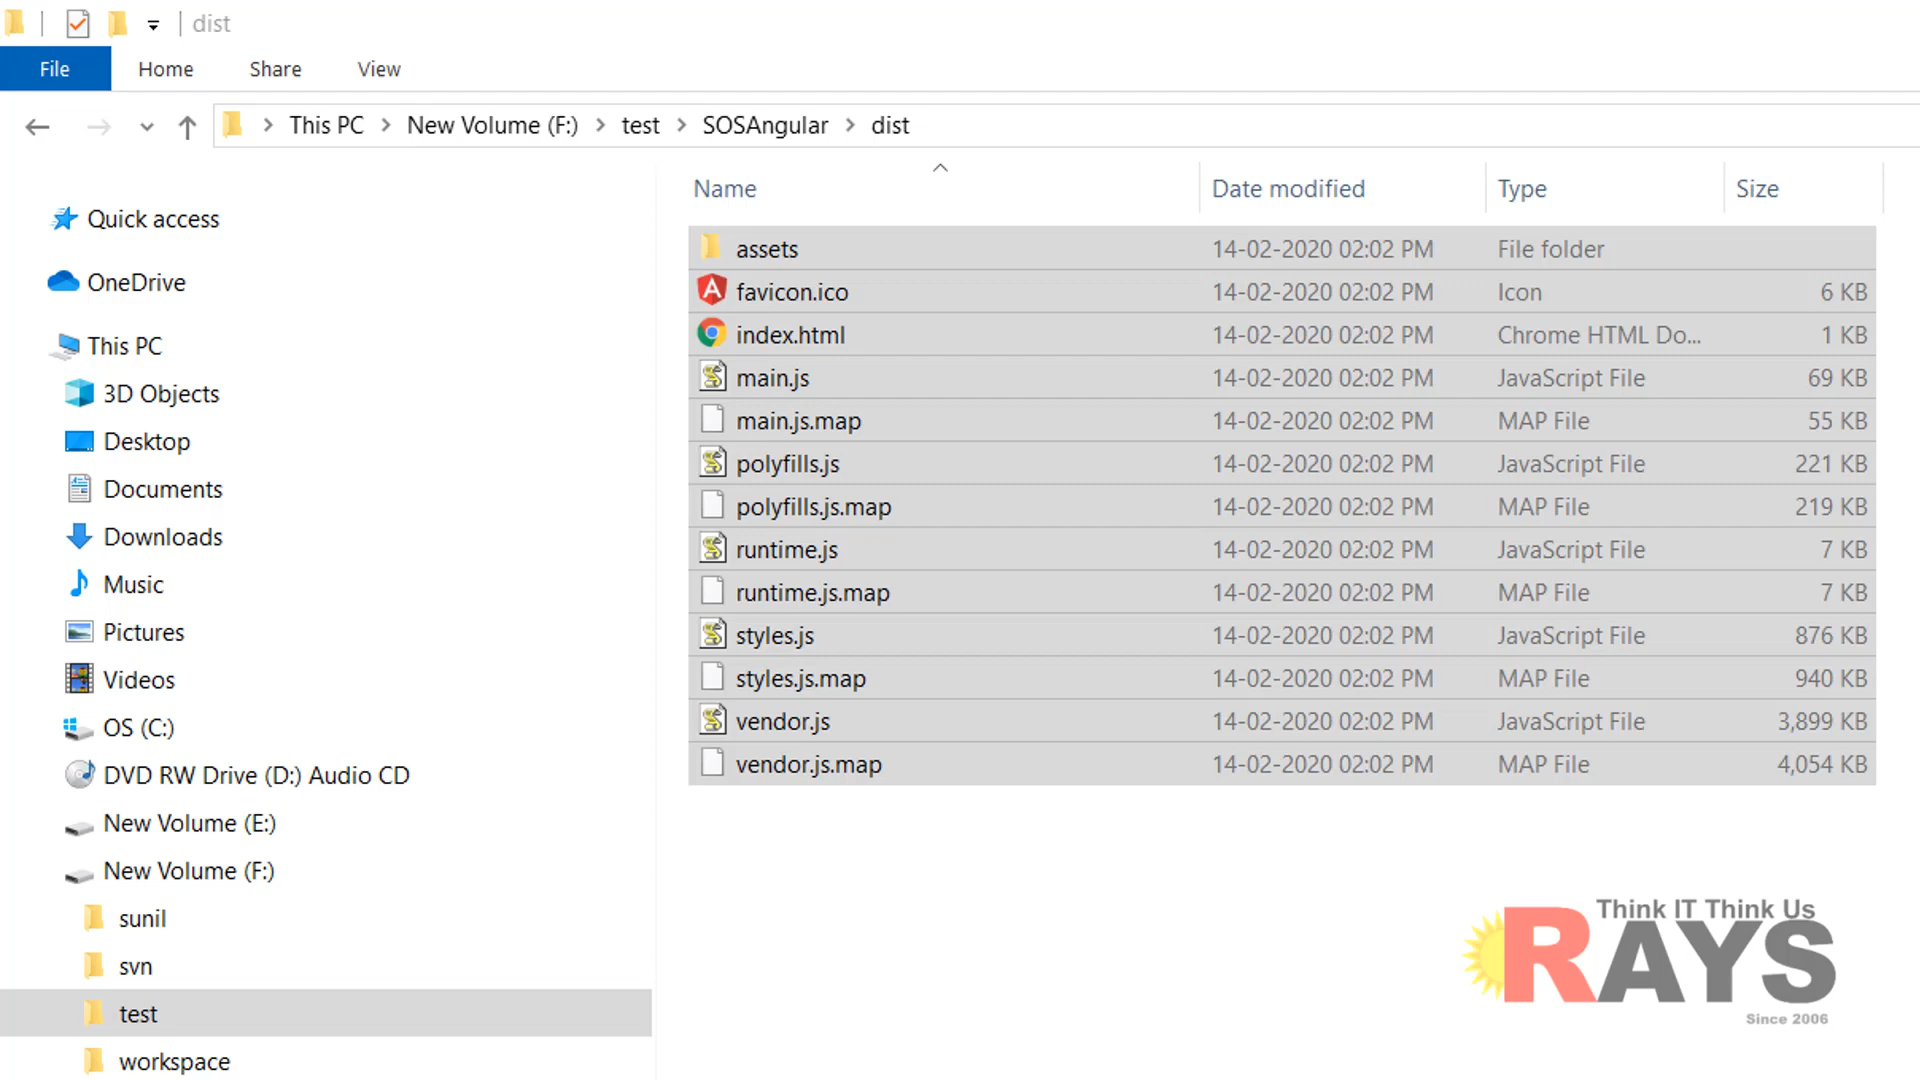 dist
File Home Share View
This PC New Volume (F:) test SOSAngular dist
Name Date modified Type Size
Quick access
OneDrive
This PC
3D Objects
Desktop
Documents
Downloads
Music
Pictures
Videos
OS (C:)
DVD RW Drive (D:) Audio CD
New Volume (E:)
New Volume (F:)
sunil
svn
test
workspace
assets 14-02-2020 02:02 PM File folder
favicon.ico 14-02-2020 02:02 PM Icon 6 KB
index.html 14-02-2020 02:02 PM Chrome HTML Do... 1 KB
main.js 14-02-2020 02:02 PM JavaScript File 69 KB
main.js.map 14-02-2020 02:02 PM MAP File 55 KB
polyfills.js 14-02-2020 02:02 PM JavaScript File 221 KB
polyfills.js.map 14-02-2020 02:02 PM MAP File 219 KB
runtime.js 14-02-2020 02:02 PM JavaScript File 7 KB
runtime.js.map 14-02-2020 02:02 PM MAP File 7 KB
styles.js 14-02-2020 02:02 PM JavaScript File 876 KB
styles.js.map 14-02-2020 02:02 PM MAP File 940 KB
vendor.js 14-02-2020 02:02 PM JavaScript File 3,899 KB
vendor.js.map 14-02-2020 02:02 PM MAP File 4,054 KB
Think IT Think Us
RAYS
Since 2006